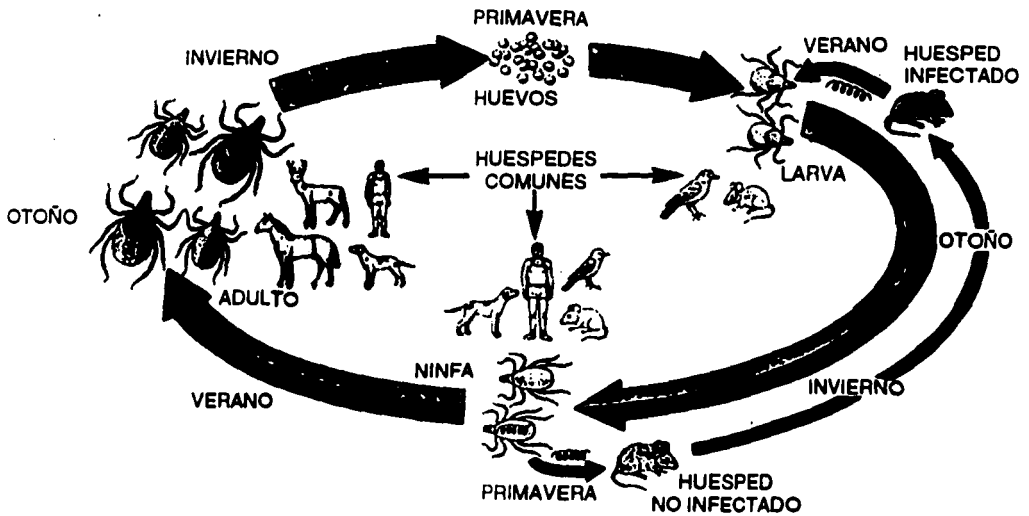 PRIMAVERA
INVIERNO
HUEVOS
VERANO
HUESPED
INFECTADO
HUESPEDES
COMUNES
LARVA
OTOÑO
OTOÑO
ADULTO
NINFA
VERANO
INVIERNO
PRIMAVERA
HUESPED
NO INFECTADO